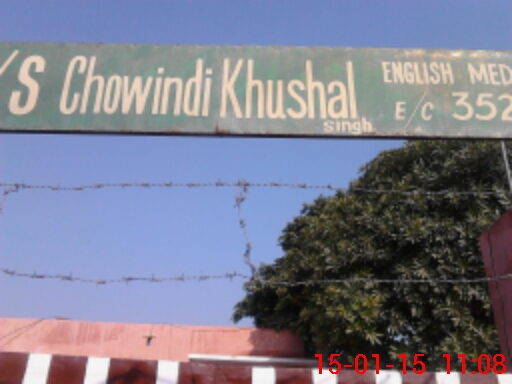 /S Chowindi Khushal
singh
ENGLISH MED
E/C 352
15-01-15 11:08